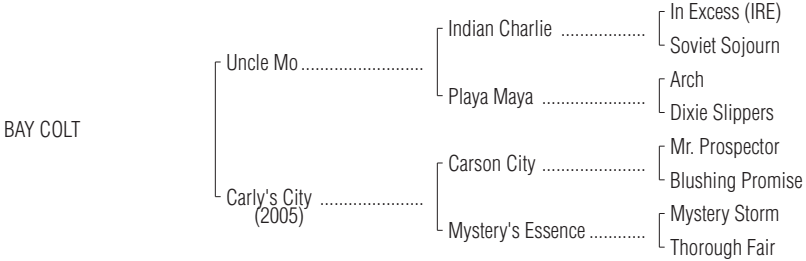 In Excess (IRE)
Indian Charlie ...................
Soviet Sojourn
Uncle Mo ..........................
Arch
Playa Maya ......................
Dixie Slippers
BAY COLT
Mr. Prospector
Carson City ......................
Blushing Promise
Carly's City ......................
(2005)
Mystery Storm
Mystery's Essence ............
Thorough Fair